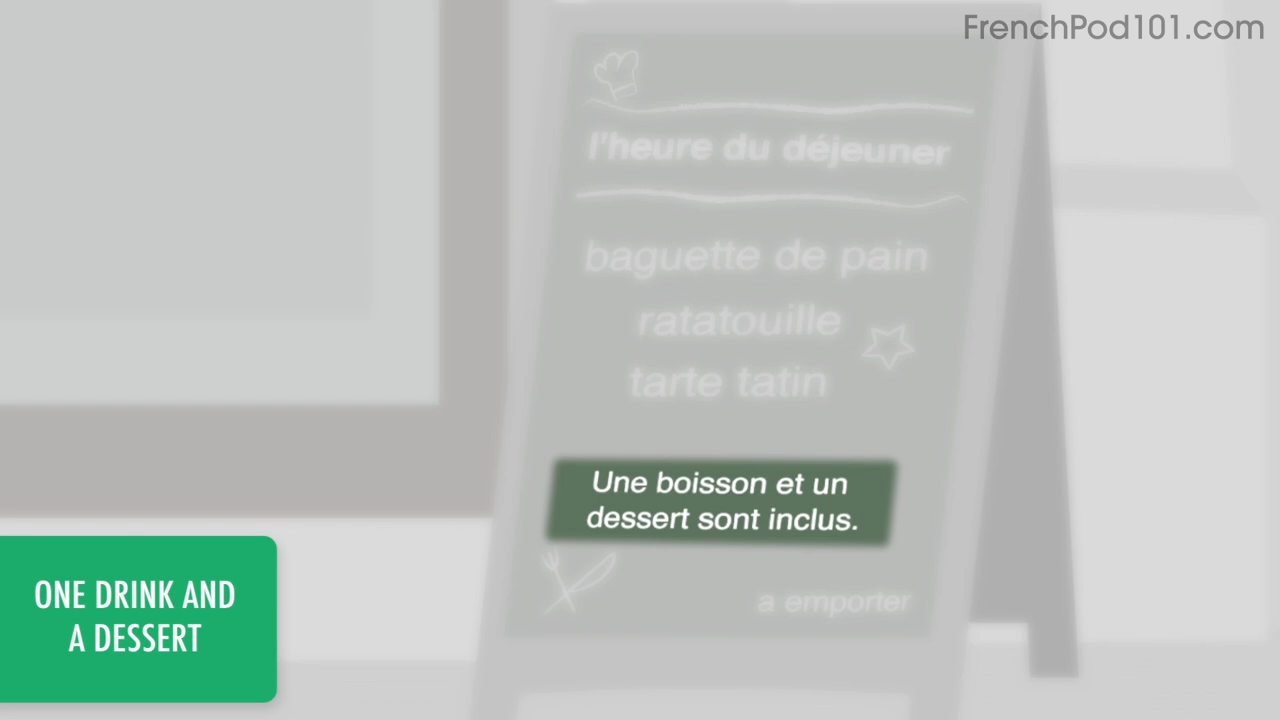 FrenchPod101.com
l'heure du déjeuner
baguette de pain
ratatouille
tarte tatin
Une boisson et un
dessert sont inclus.
a emporter
ONE DRINK AND
A DESSERT